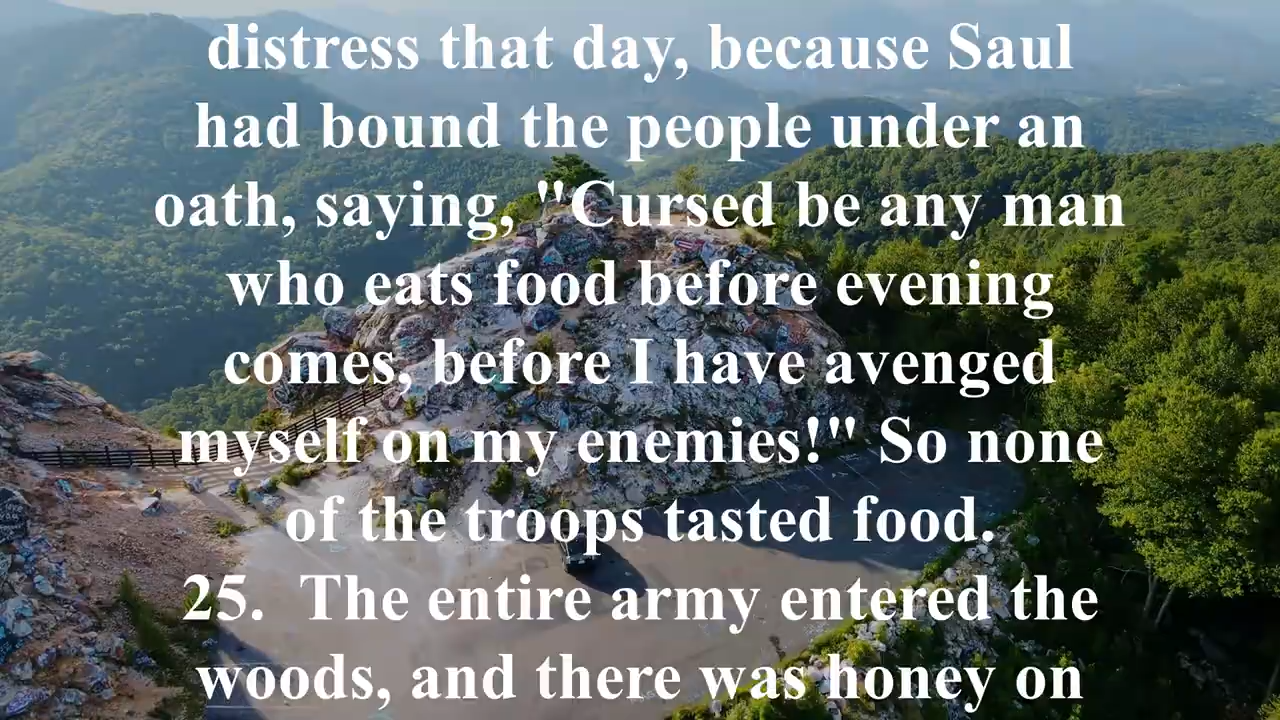 distress that day, because Saul
had bound the people under an
oath, saying, "Cursed be any man
who eats food before evening
comes, before I have avenged
myself on my enemies!" So none
of the troops tasted food.
25. The entire army entered the
woods, and there was honey on